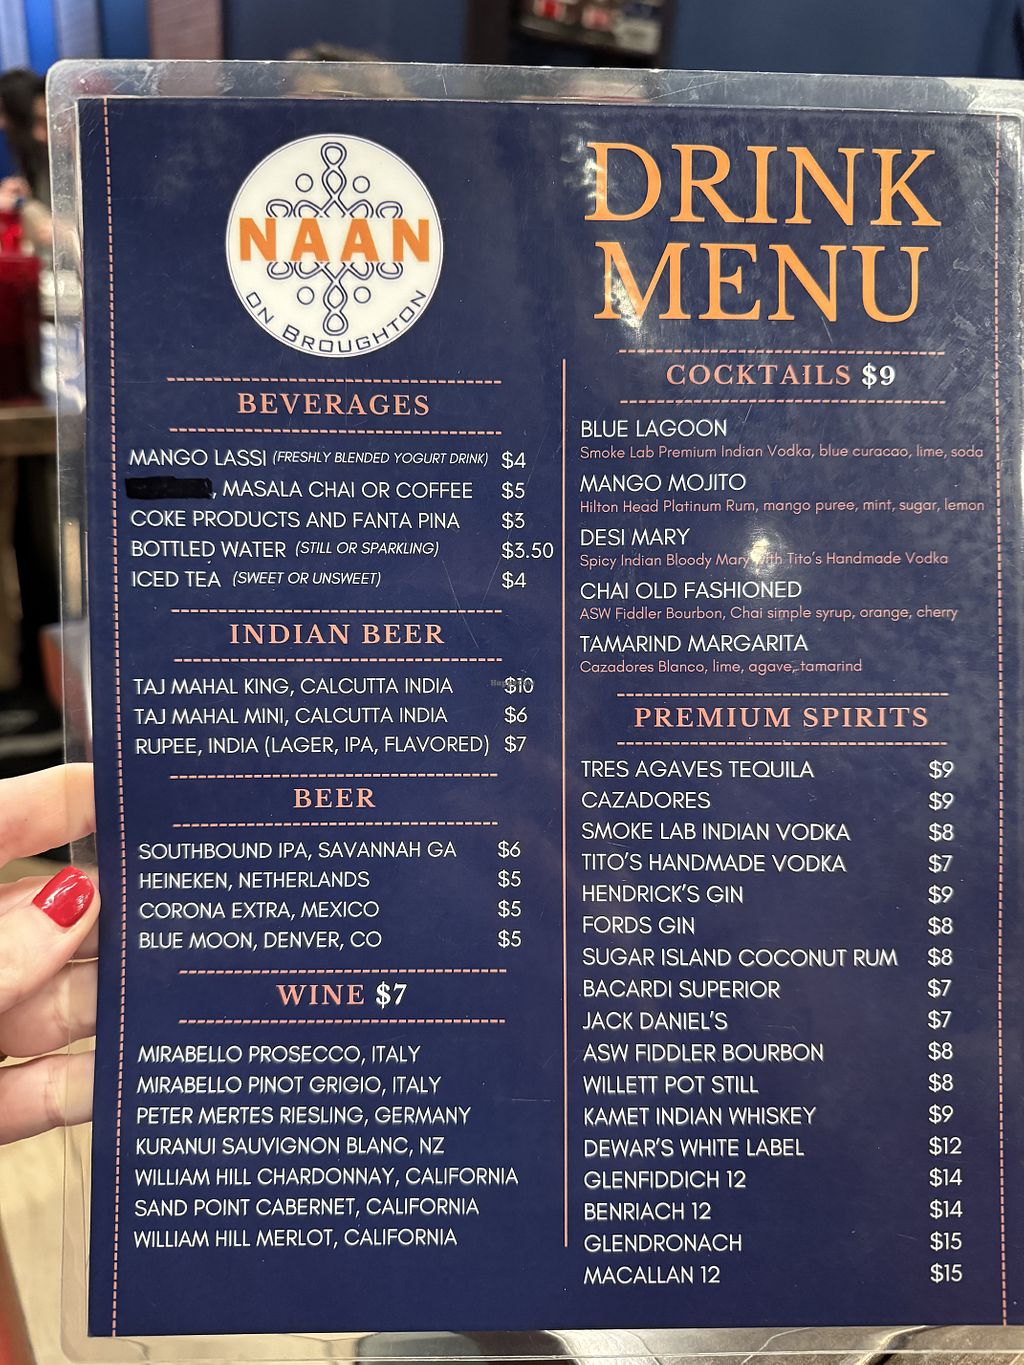 NAAN
ON BROUGHTON
DRINK
MENU
BEVERAGES
MANGO LASSI (FRESHLY BLENDED YOGURT DRINK) $4
, MASALA CHAI OR COFFEE $5
COKE PRODUCTS AND FANTA PINA $3
BOTTLED WATER (STILL OR SPARKLING) $3.50
ICED TEA (SWEET OR UNSWEET) $4
INDIAN BEER
TAJ MAHAL KING, CALCUTTA INDIA $10
TAJ MAHAL MINI, CALCUTTA INDIA $6
RUPEE, INDIA (LAGER, IPA, FLAVORED) $7
BEER
SOUTHBOUND IPA, SAVANNAH GA $6
HEINEKEN, NETHERLANDS $5
CORONA EXTRA, MEXICO $5
BLUE MOON, DENVER, CO $5
WINE $7
MIRABELLO PROSECCO, ITALY
MIRABELLO PINOT GRIGIO, ITALY
PETER MERTES RIESLING, GERMANY
KURANUI SAUVIGNON BLANC, NZ
WILLIAM HILL CHARDONNAY, CALIFORNIA
SAND POINT CABERNET, CALIFORNIA
WILLIAM HILL MERLOT, CALIFORNIA
COCKTAILS $9
BLUE LAGOON
Smoke Lab Premium Indian Vodka, blue curacao, lime, soda
MANGO MOJITO
Hilton Head Platinum Rum, mango puree, mint, sugar, lemon
DESI MARY
Spicy Indian Bloody Mary with Tito's Handmade Vodka
CHAI OLD FASHIONED
ASW Fiddler Bourbon, Chai simple syrup, orange, cherry
TAMARIND MARGARITA
Cazadores Blanco, lime, agave, tamarind
PREMIUM SPIRITS
TRES AGAVES TEQUILA $9
CAZADORES $9
SMOKE LAB INDIAN VODKA $8
TITO'S HANDMADE VODKA $7
HENDRICK'S GIN $9
FORDS GIN $8
SUGAR ISLAND COCONUT RUM $8
BACARDI SUPERIOR $7
JACK DANIEL'S $7
ASW FIDDLER BOURBON $8
WILLETT POT STILL $8
KAMET INDIAN WHISKEY $9
DEWAR'S WHITE LABEL $12
GLENFIDDICH 12 $14
BENRIACH 12 $14
GLENDRONACH $15
MACALLAN 12 $15